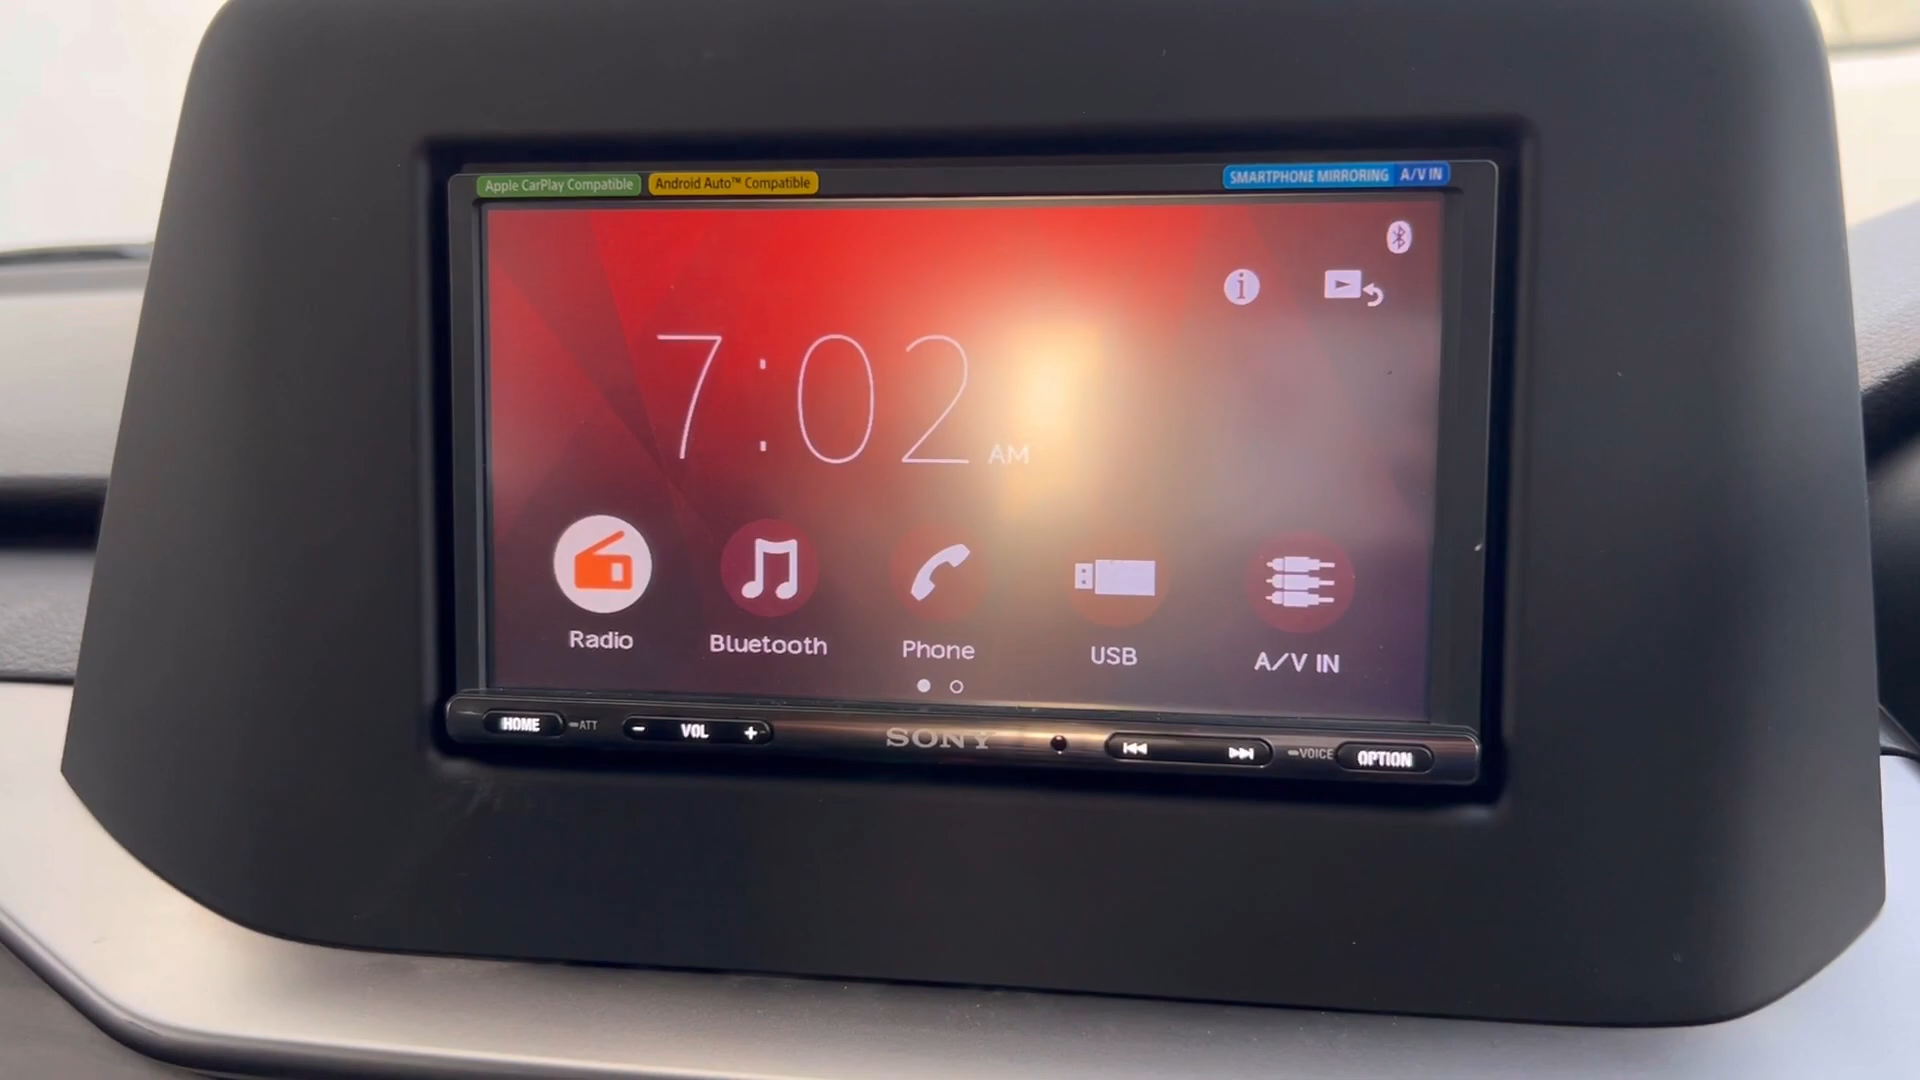 Apple CarPlay Compatible Android Auto™ Compatible SMARTPHONE MIRRORING A/V IN
7:02 AM
Radio Bluetooth Phone USB A/V IN
HOME ATT - VOL + SONY VOICE OPTION